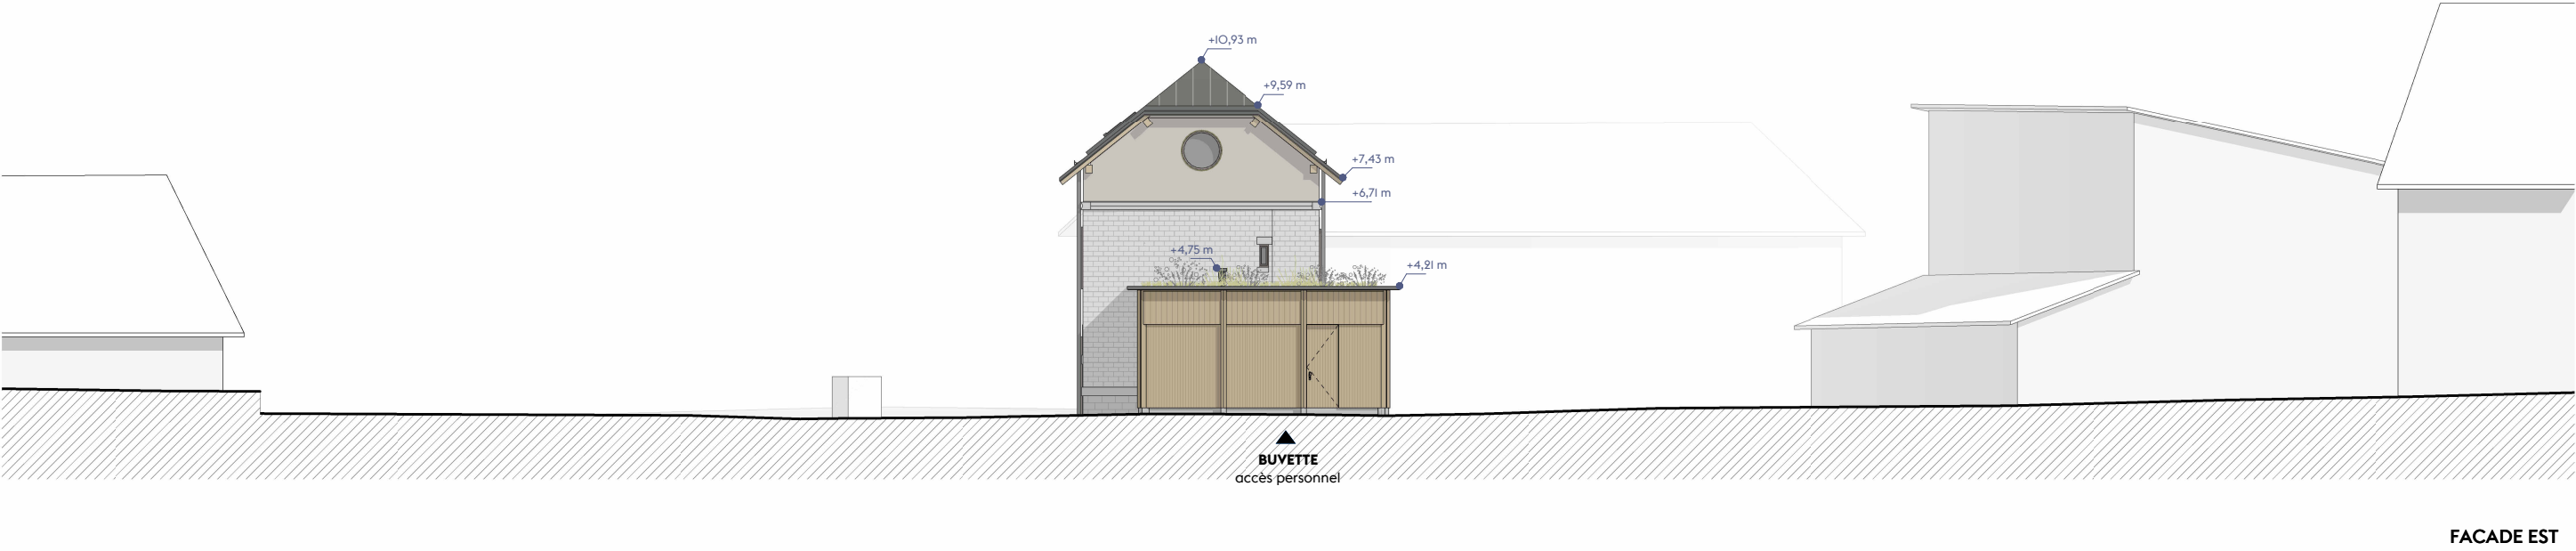 +10,93 m
+9,59 m
+7,43 m
+6,71 m
+4,75 m
+4,21 m
BUVETTE
accès personnel
FACADE EST